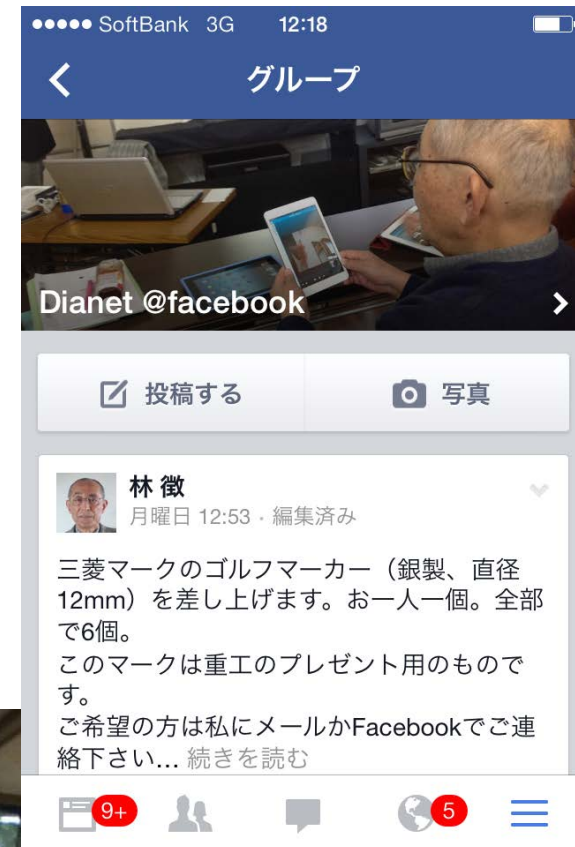 SoftBank 3G 12:18
グループ
Dianet @facebook
投稿する 写真
林 徴
月曜日 12:53・編集済み
三菱マークのゴルフマーカー（銀製、直径
12mm）を差し上げます。お一人一個。全部
で6個。
このマークは重工のプレゼント用のもので
す。
ご希望の方は私にメールかFacebookでご連
絡下さい... 続きを読む
9+ 5